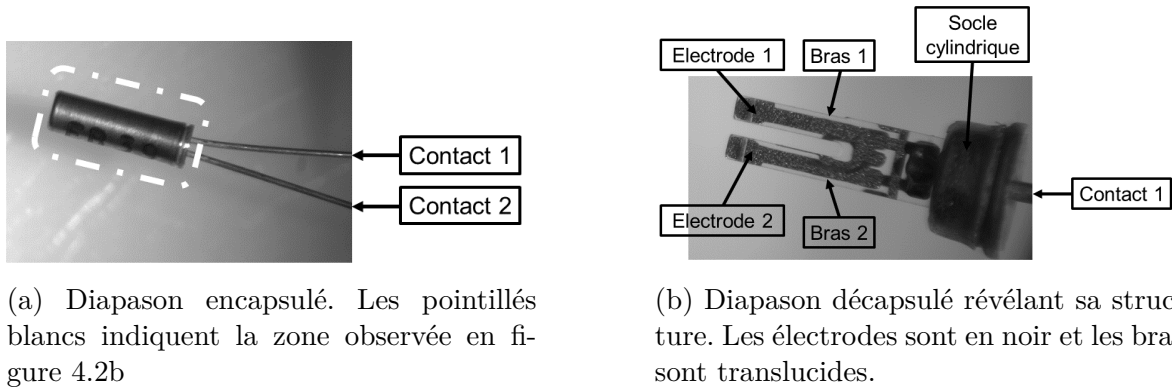 Contact 1
Contact 2
(a) Diapason encapsulé. Les pointillés
blancs indiquent la zone observée en fi-
gure 4.2b
Socle
cylindrique
Electrode 1
Bras 1
Contact 1
Electrode 2
Bras 2
(b) Diapason décapsulé révélant sa struc
ture. Les électrodes sont en noir et les bra
sont translucides.